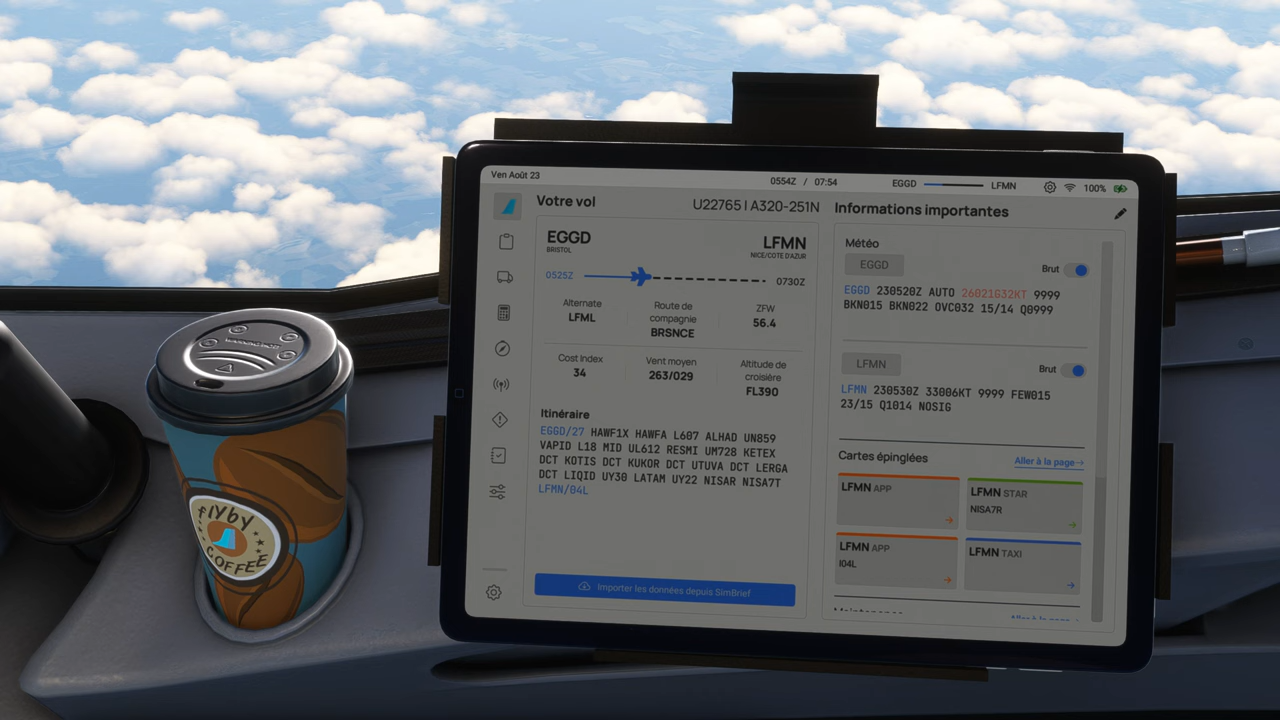 Ven Août 23
0554Z / 07:54
EGGD LFMN
100%
Votre vol
U22765 | A320-251N
EGGD
BRISTOL
LFMN
NICE/COTE D'AZUR
0525Z
0730Z
Alternate
LFML
Route de
compagnie
BRSNCE
ZFW
56.4
Cost Index
34
Vent moyen
263/029
Altitude de
croisière
FL390
Itinéraire
EGGD/27 HAWF1X HAWFA L607 ALHAD UN859
VAPID L18 MID UL612 RESMI UM728 KETEX
DCT KOTIS DCT KUKOR DCT UTUVA DCT LERGA
DCT LIQID UY30 LATAM UY22 NISAR NISA7T
LFMN/04L
Importer les données depuis SimBrief
Informations importantes
Météo
EGGD
Brut
EGGD 230520Z AUTO 26021G32KT 9999
BKN015 BKN022 OVC032 15/14 Q0999
LFMN
Brut
LFMN 230530Z 33006KT 9999 FEW015
23/15 Q1014 NOSIG
Cartes épinglées
Aller à la page
LFMN APP
LFMN STAR
NISA7R
LFMN APP
I04L
LFMN TAXI
flyby
COFFEE